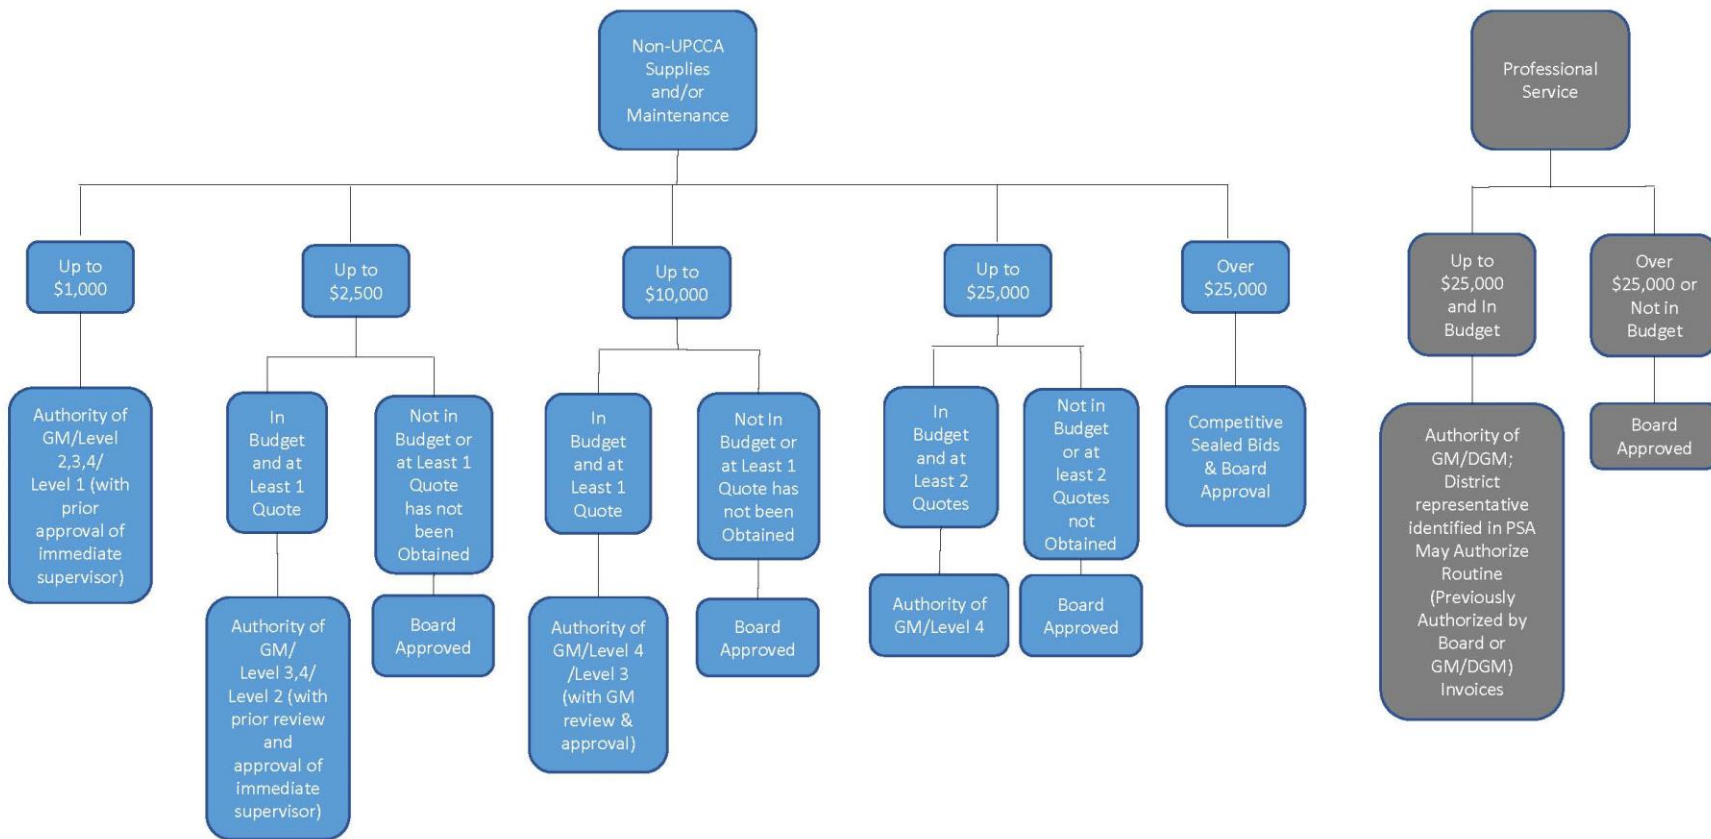 Non-UPCCA
Supplies
and/or
Maintenance
Up to
$1,000
Authority of
GM/Level
2,3,4/
Level 1 (with
prior
approval of
immediate
supervisor)
Up to
$2,500
In
Budget
and at
Least 1
Quote
Authority of
GM/
Level 3,4/
Level 2 (with
prior review
and
approval of
immediate
supervisor)
Not in
Budget or
at Least 1
Quote
has not
been
Obtained
Board
Approved
Up to
$10,000
In
Budget
and at
Least 1
Quote
Authority of
GM/Level 4
/Level 3
(with GM
review &
approval)
Not In
Budget or
at Least 1
Quote has
not been
Obtained
Board
Approved
Up to
$25,000
In
Budget
and at
Least 2
Quotes
Authority of
GM/Level 4
Not in
Budget
or at
least 2
Quotes
not
Obtained
Board
Approved
Over
$25,000
Competitive
Sealed Bids
& Board
Approval
Professional
Service
Up to
$25,000
and In
Budget
Authority of
GM/DGM;
District
representative
identified in PSA
May Authorize
Routine
(Previously
Authorized by
Board or
GM/DGM)
Invoices
Over
$25,000 or
Not in
Budget
Board
Approved